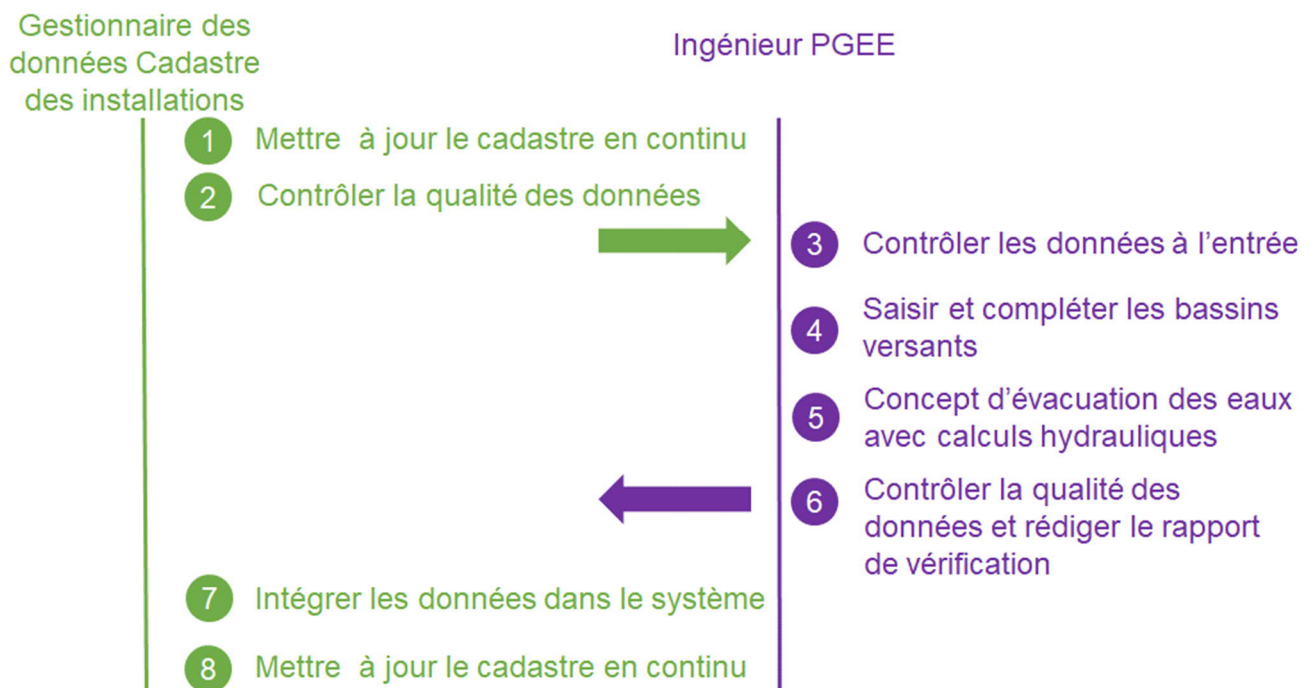 Gestionnaire des
données Cadastre
des installations
Ingénieur PGEE
1 Mettre à jour le cadastre en continu
2 Contrôler la qualité des données
3 Contrôler les données à l'entrée
4 Saisir et compléter les bassins
versants
5 Concept d'évacuation des eaux
avec calculs hydrauliques
6 Contrôler la qualité des
données et rédiger le rapport
de vérification
7 Intégrer les données dans le système
8 Mettre à jour le cadastre en continu